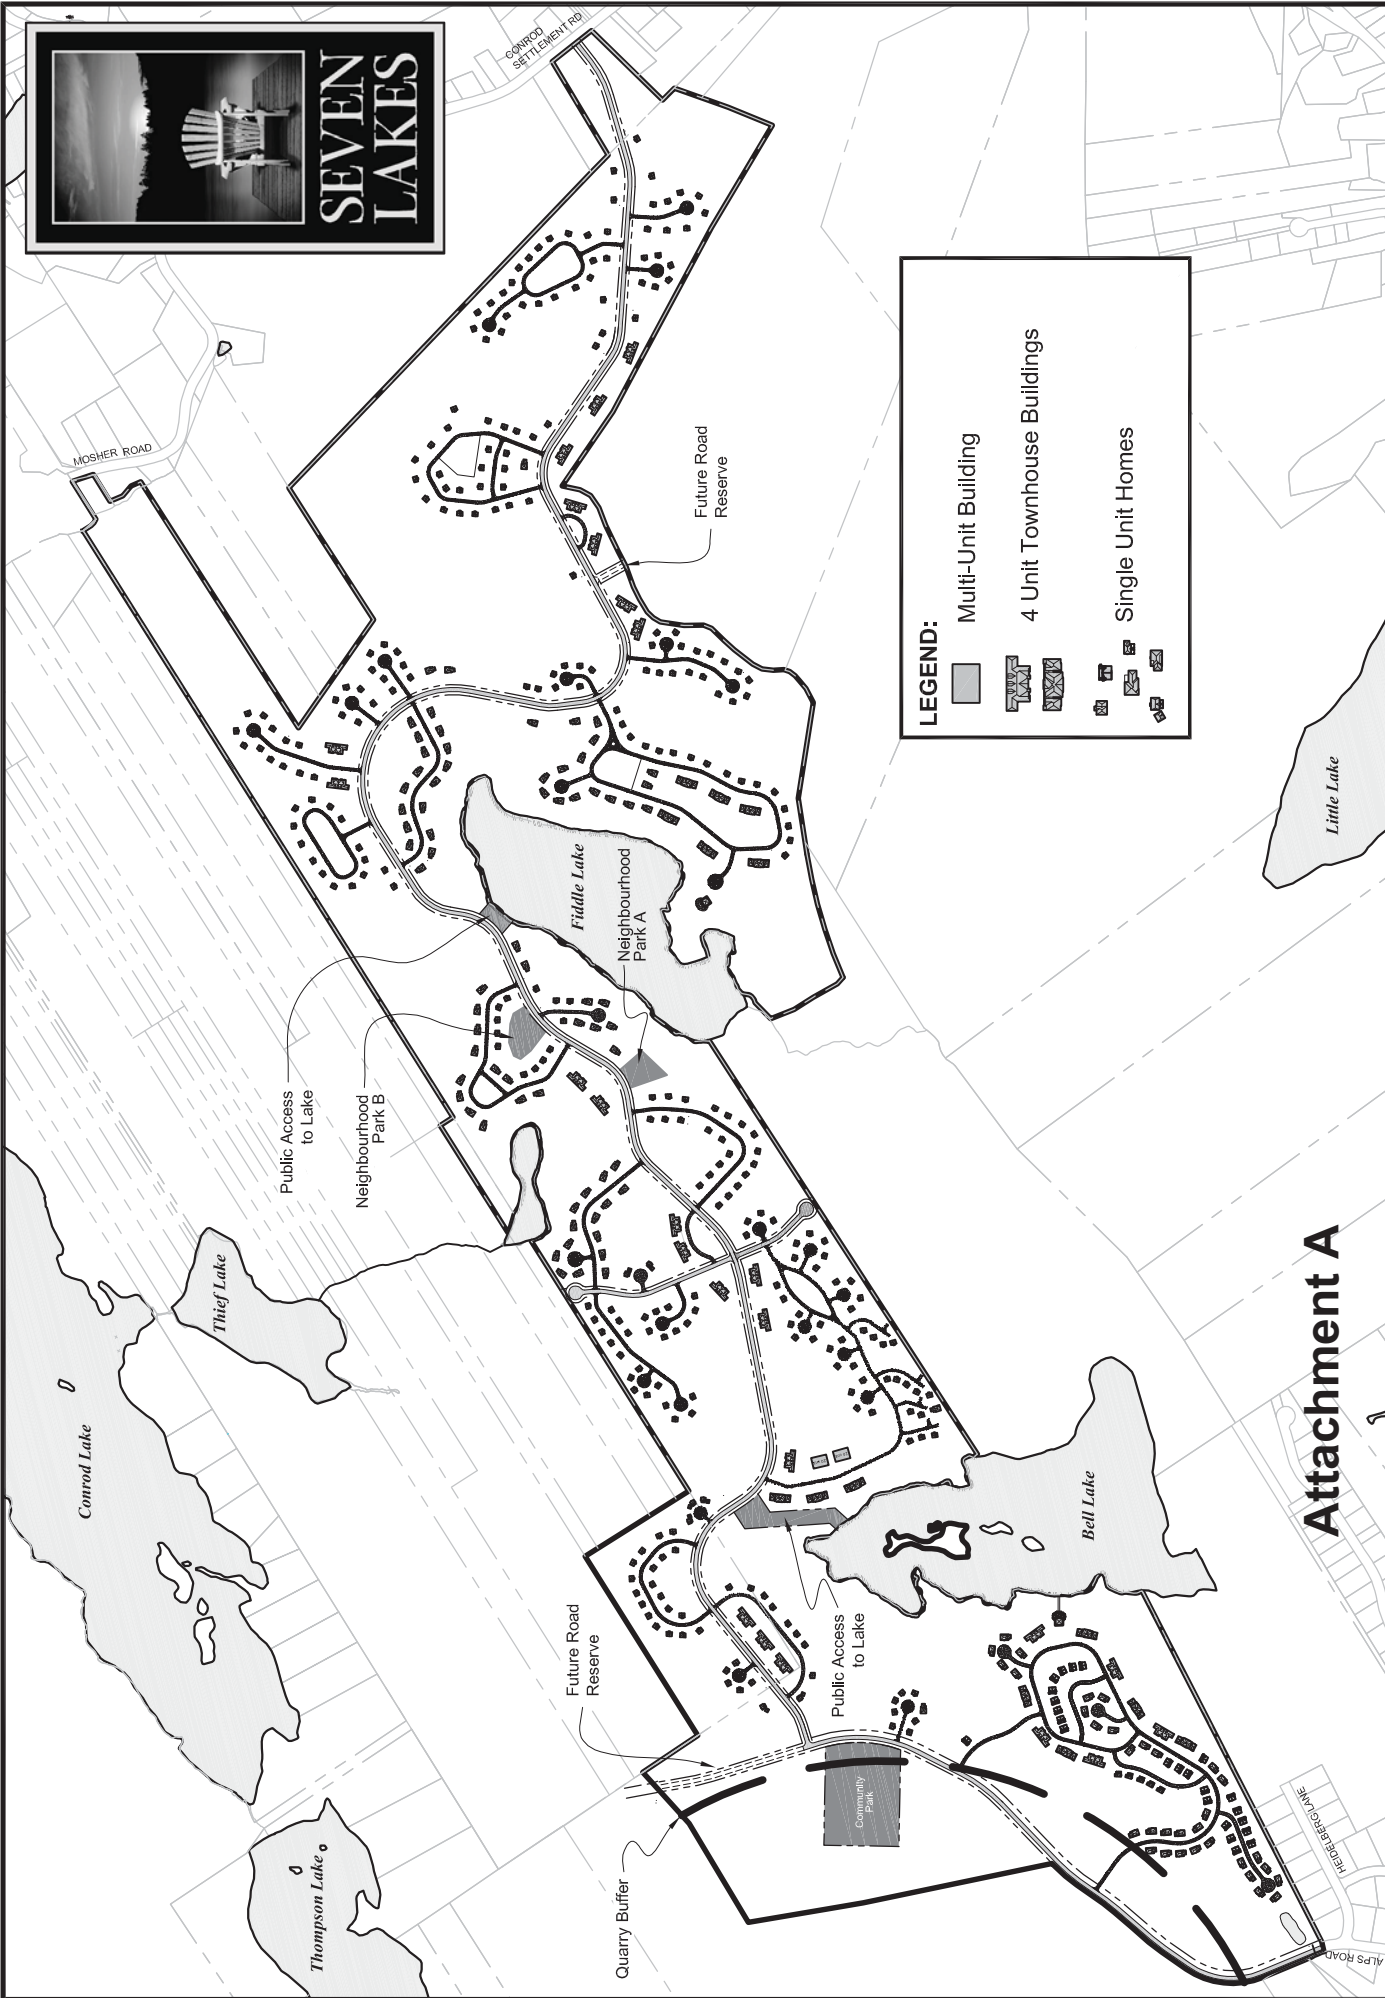 SEVEN
LAKES
CONROD
SETTLEMENT RD
MOSHER ROAD
Future Road
Reserve
LEGEND:
Multi-Unit Building
4 Unit Townhouse Buildings
Single Unit Homes
Little Lake
Fiddle Lake
Neighbourhood
Park A
Public Access
to Lake
Neighbourhood
Park B
Thief Lake
Conrod Lake
Bell Lake
Attachment A
Public Access
to Lake
Future Road
Reserve
Community
Park
Quarry Buffer
Thompson Lake
HEIDELBERG LANE
ALPS ROAD